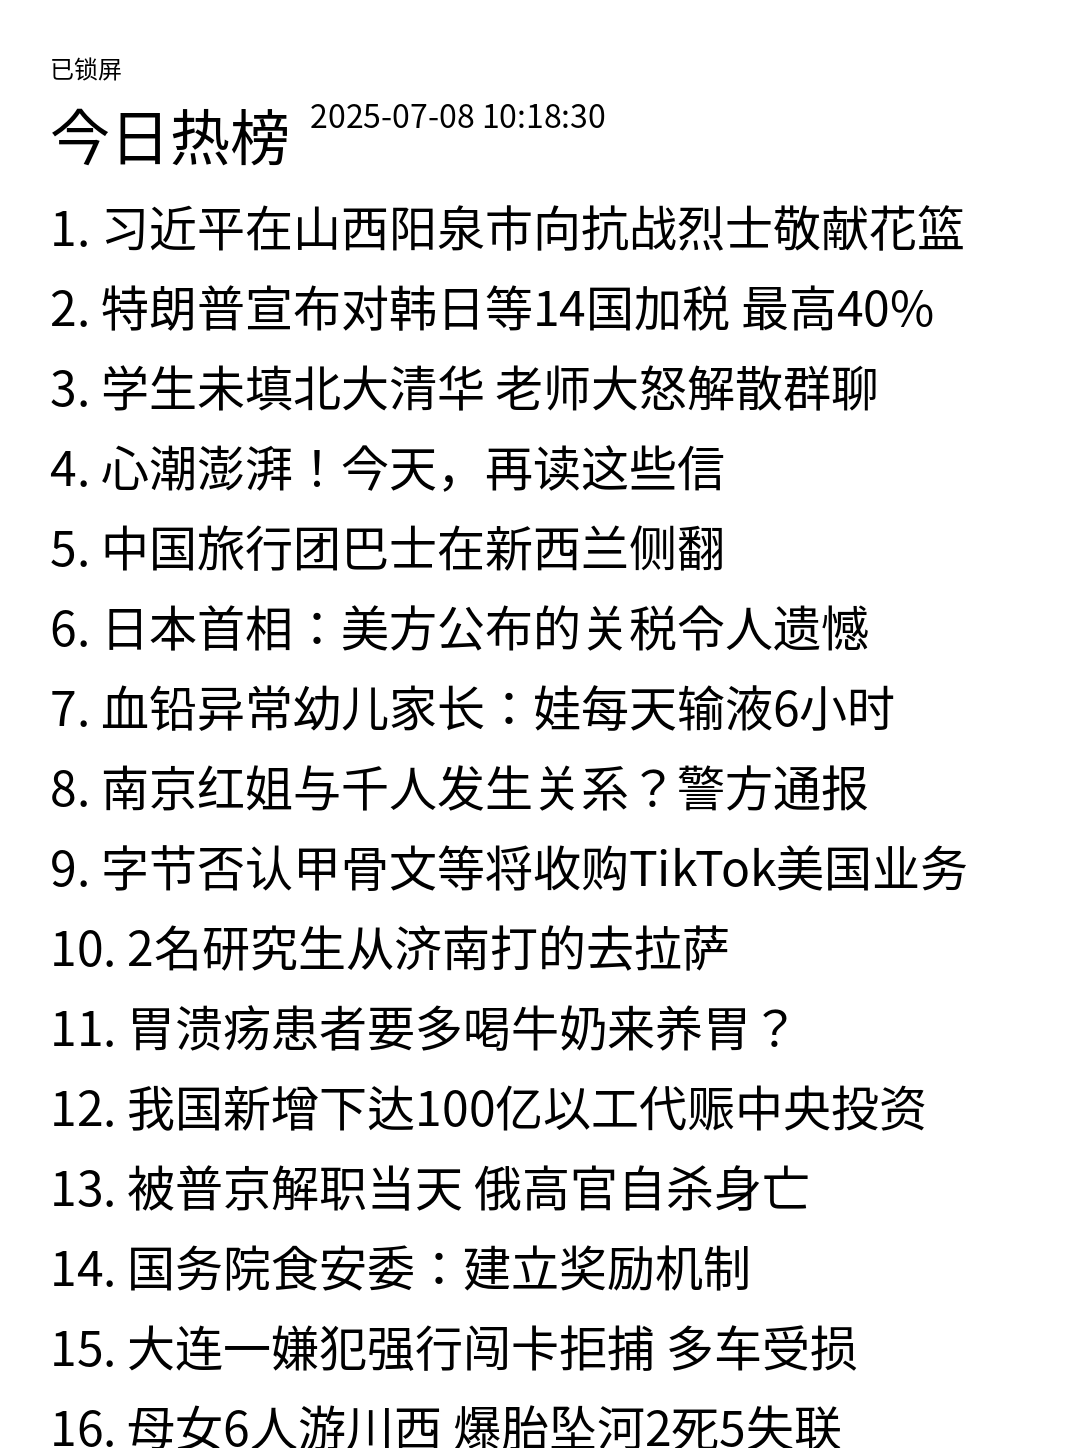 已锁屏
今日热榜 2025-07-08 10:18:30
1. 习近平在山西阳泉市向抗战烈士敬献花篮
2. 特朗普宣布对韩日等14国加税 最高40%
3. 学生未填北大清华 老师大怒解散群聊
4. 心潮澎湃！今天，再读这些信
5. 中国旅行团巴士在新西兰侧翻
6. 日本首相：美方公布的关税令人遗憾
7. 血铅异常幼儿家长：娃每天输液6小时
8. 南京红姐与千人发生关系？警方通报
9. 字节否认甲骨文等将收购TikTok美国业务
10. 2名研究生从济南打的去拉萨
11. 胃溃疡患者要多喝牛奶来养胃？
12. 我国新增下达100亿以工代赈中央投资
13. 被普京解职当天 俄高官自杀身亡
14. 国务院食安委：建立奖励机制
15. 大连一嫌犯强行闯卡拒捕 多车受损
16. 母女6人游川西 爆胎坠河2死5失联